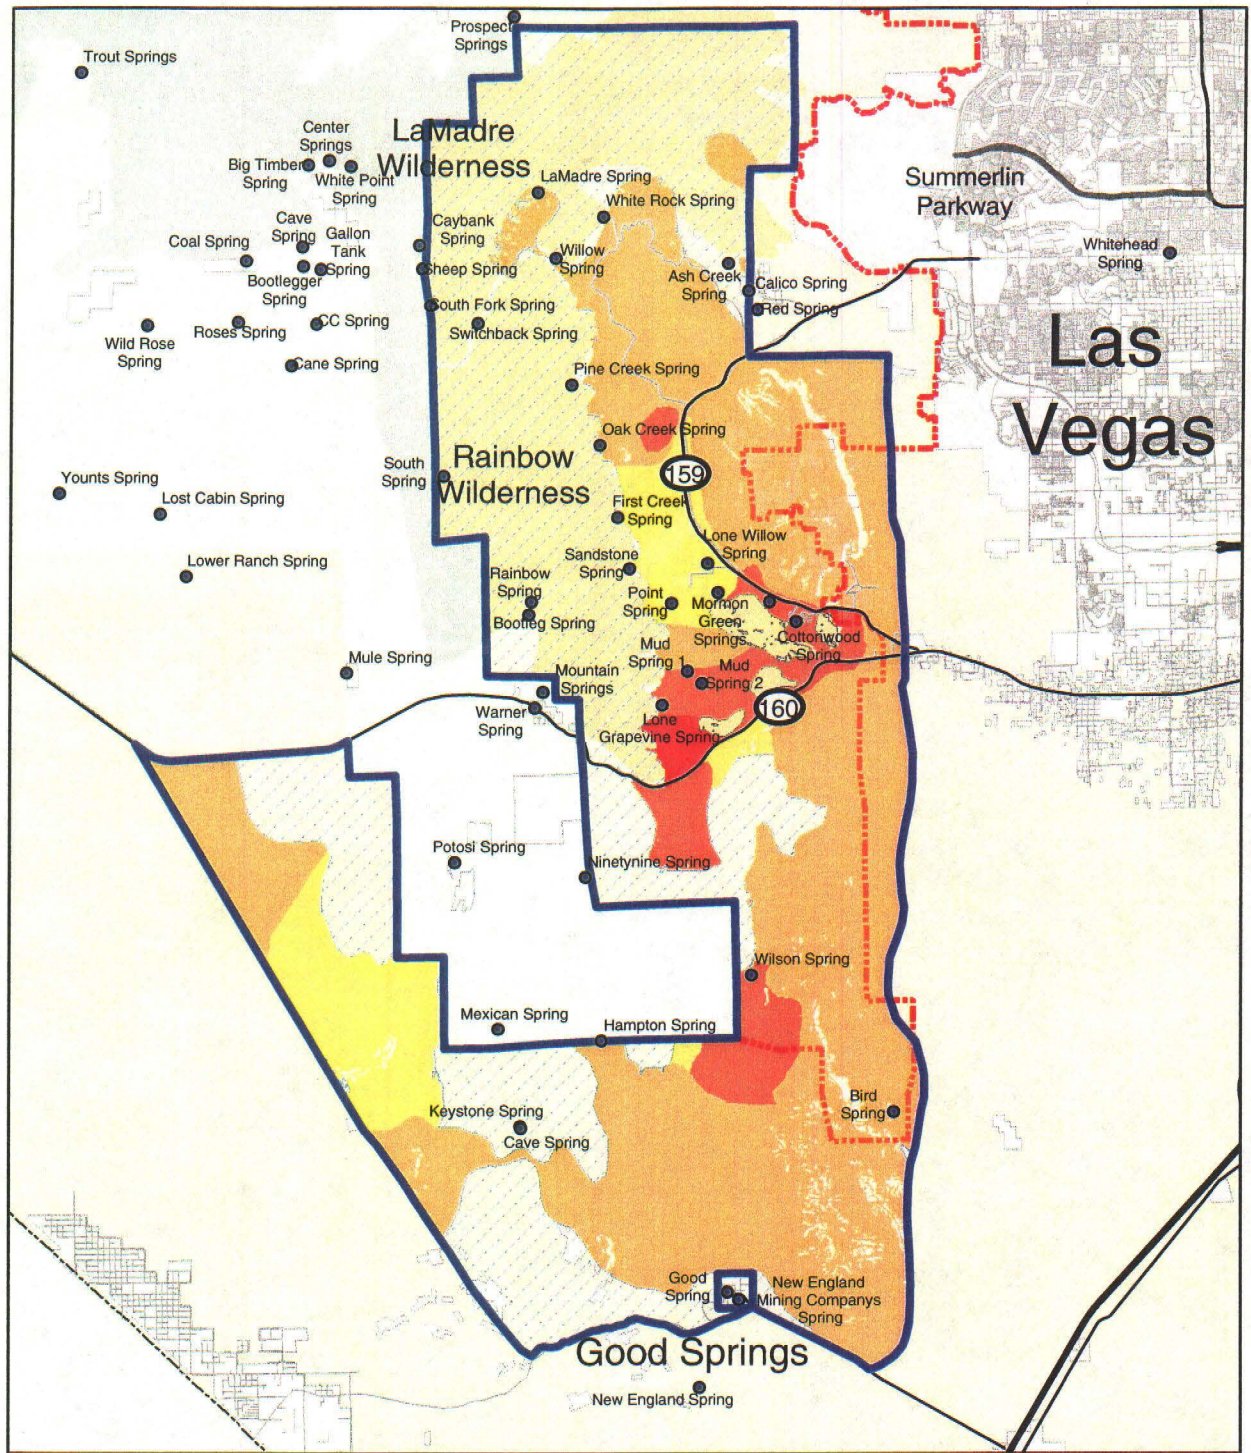 Prospect
Springs
Trout Springs
Center
Springs
LaMadre
Wilderness
Big Timber
Spring
White Point
Spring
LaMadre Spring
White Rock Spring
Summerlin
Parkway
Cave
Spring
Gallon
Tank
Spring
Coal Spring
Caybank
Spring
Willow
Spring
Whitehead
Spring
Sheep Spring
Ash Creek
Spring
Bootlegger
Spring
Calico Spring
South Fork Spring
Red Spring
Wild Rose
Spring
Roses Spring
CC Spring
Switchback Spring
Cane Spring
Pine Creek Spring
Las
Vegas
Oak Creek Spring
South
Spring
Rainbow
Wilderness
159
Younts Spring
Lost Cabin Spring
First Creek
Spring
Lone Willow
Spring
Sandstone
Spring
Lower Ranch Spring
Rainbow
Spring
Bootleg Spring
Point
Spring
Mormon
Green
Springs
Cottonwood
Spring
Mud
Spring 1
Mud
Spring 2
Mule Spring
Mountain
Springs
Warner
Spring
Lone
Grapevine Spring
160
Potosi Spring
Ninetynine Spring
Wilson Spring
Mexican Spring
Hampton Spring
Bird
Spring
Keystone Spring
Cave Spring
Good
Spring
New England
Mining Companys
Spring
Good Springs
New England Spring